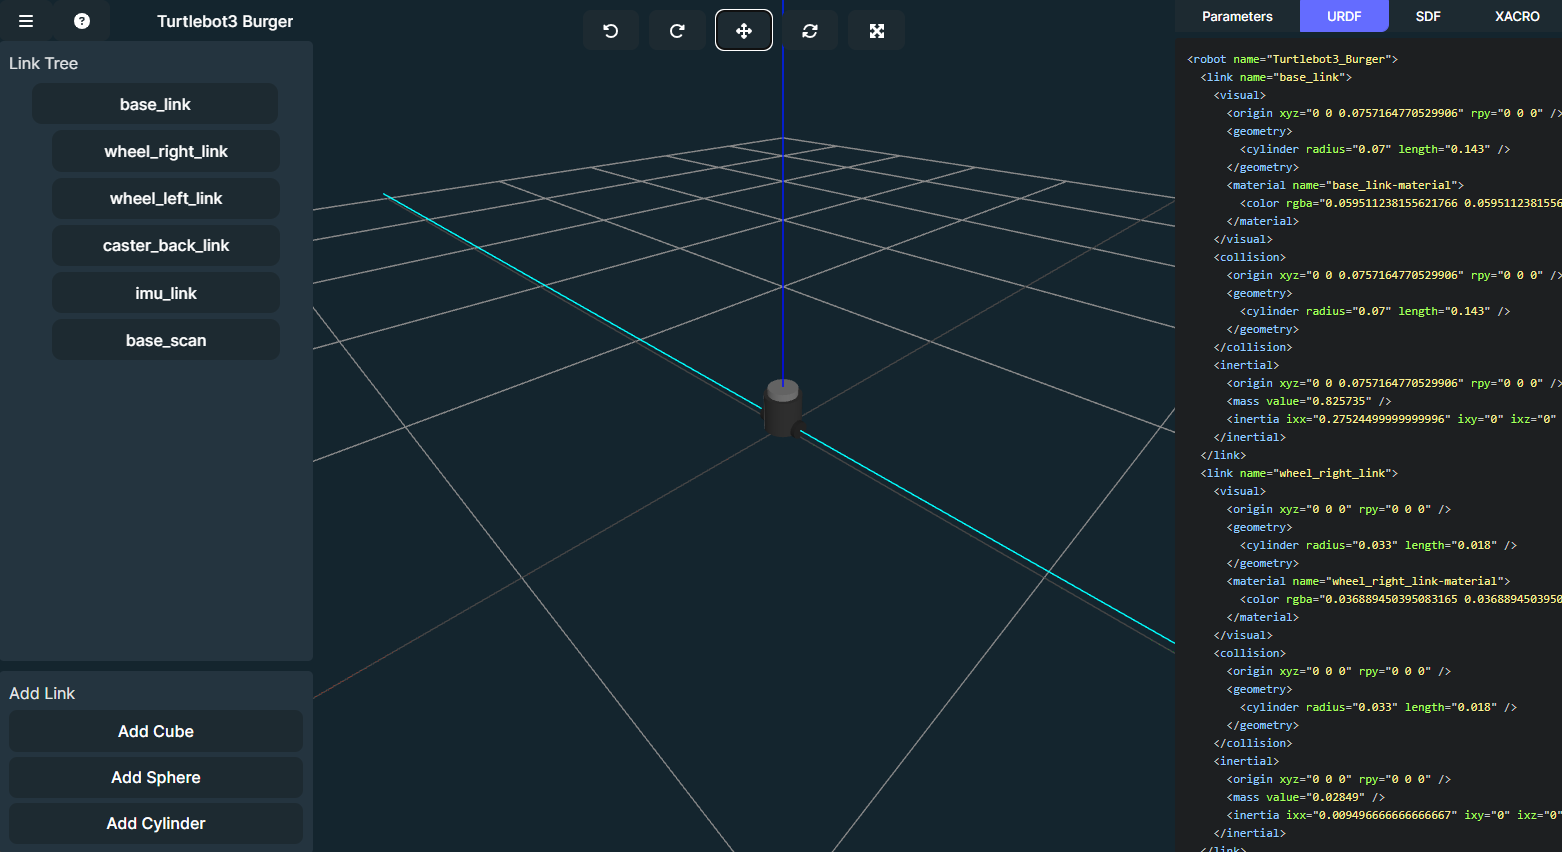 Turtlebot3 Burger
Parameters
URDF
SDF
XACRO
Link Tree
base_link
wheel_right_link
wheel_left_link
caster_back_link
imu_link
base_scan
Add Link
Add Cube
Add Sphere
Add Cylinder
<robot name="Turtlebot3_Burger">
<link name="base_link">
<visual>
<origin xyz="0 0 0.0757164770529906" rpy="0 0 0" />
<geometry>
<cylinder radius="0.07" length="0.143" />
</geometry>
<material name="base_link-material">
<color rgba="0.059511238155621766 0.0595112381556
</material>
</visual>
<collision>
<origin xyz="0 0 0.0757164770529906" rpy="0 0 0" />
<geometry>
<cylinder radius="0.07" length="0.143" />
</geometry>
</collision>
<inertial>
<origin xyz="0 0 0.0757164770529906" rpy="0 0 0" />
<mass value="0.825735" />
<inertia ixx="0.27524499999999996" ixy="0" ixz="0"
</inertial>
</link>
<link name="wheel_right_link">
<visual>
<origin xyz="0 0 0" rpy="0 0 0" />
<geometry>
<cylinder radius="0.033" length="0.018" />
</geometry>
<material name="wheel_right_link-material">
<color rgba="0.036889450395083165 0.0368894503950
</material>
</visual>
<collision>
<origin xyz="0 0 0" rpy="0 0 0" />
<geometry>
<cylinder radius="0.033" length="0.018" />
</geometry>
</collision>
<inertial>
<origin xyz="0 0 0" rpy="0 0 0" />
<mass value="0.02849" />
<inertia ixx="0.009496666666666667" ixy="0" ixz="0"
</inertial>
</link>